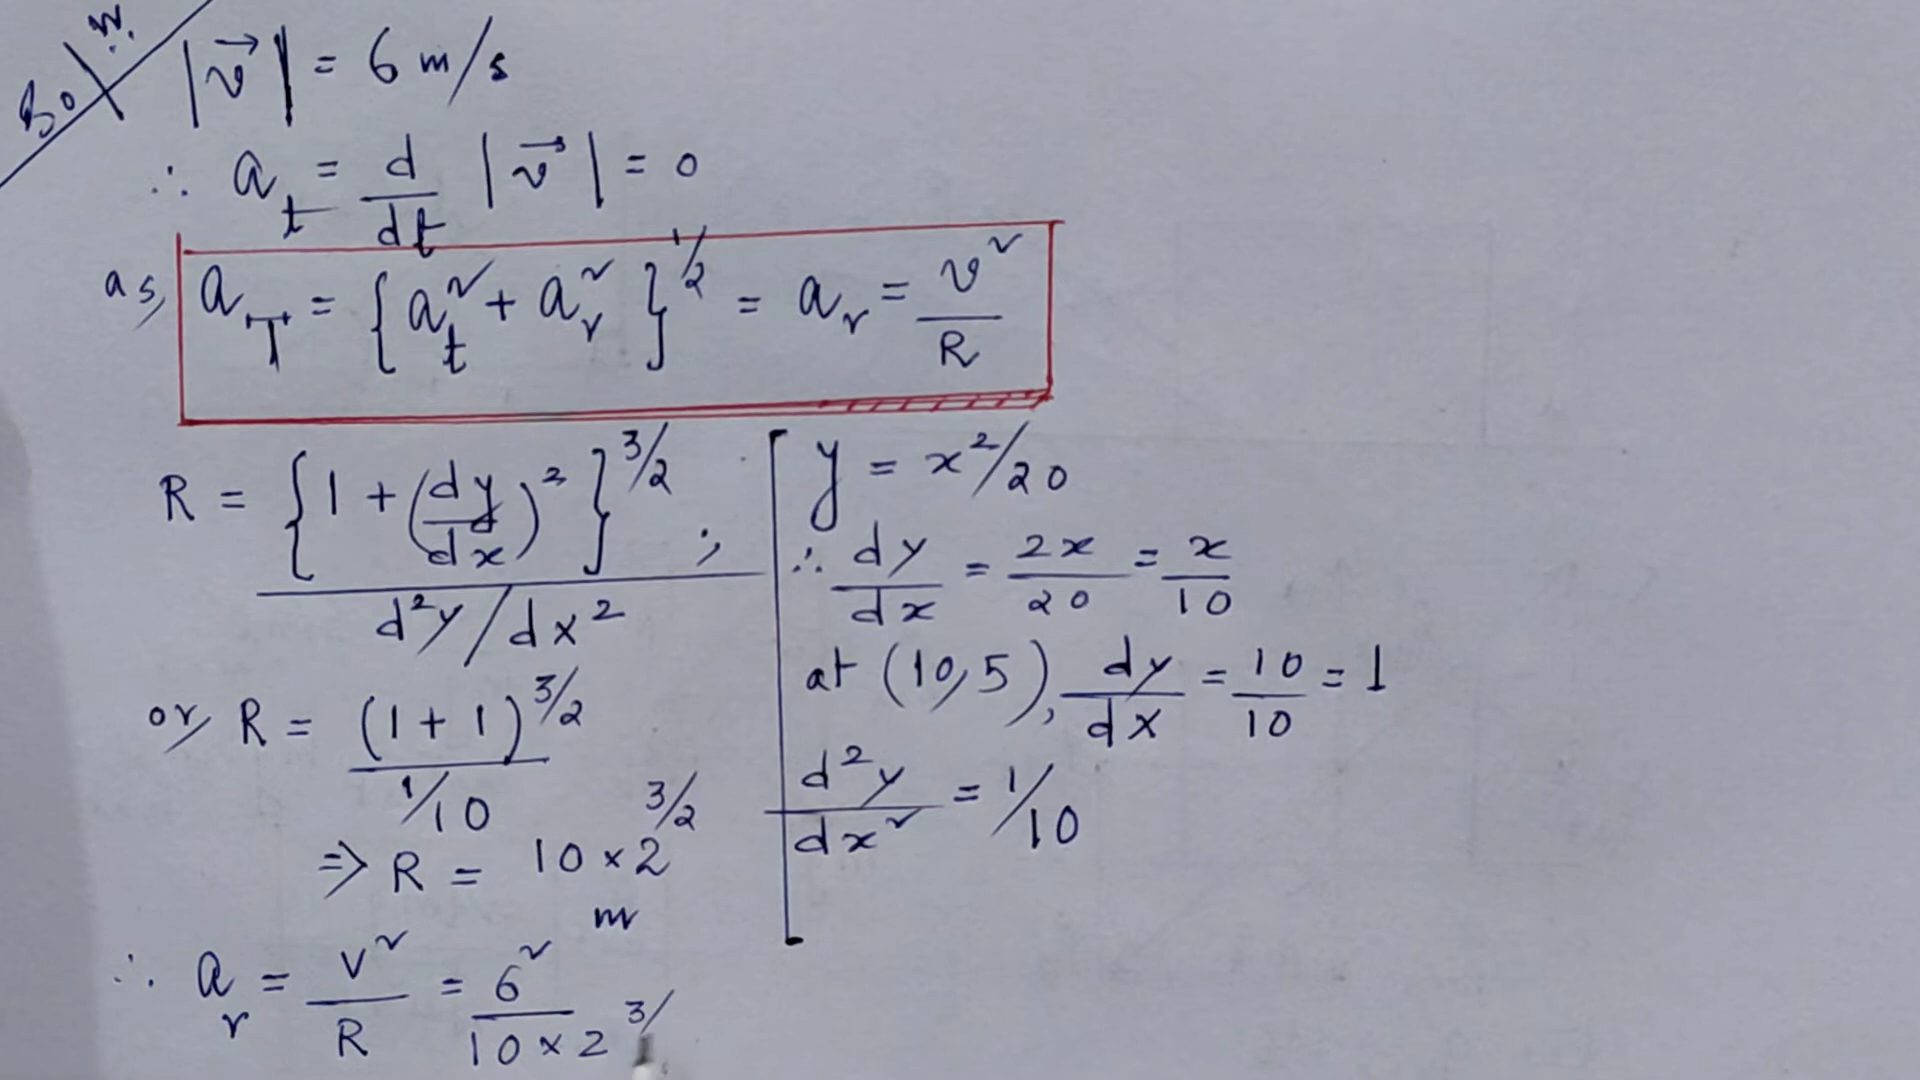 Sol\n.
|v⃗| = 6 m/s
∴ a_t = d/dt |v⃗| = 0
as, a_T = {a_t² + a_r²}^1/2 = a_r = v²/R
R = {1 + (dy/dx)²}^3/2 / d²y/dx² ;
or, R = (1 + 1)^3/2 / 1/10
⇒ R = 10 × 2^3/2 m
∴ a_r = v²/R = 6²/10 × 2^3/
y = x²/20
∴ dy/dx = 2x/20 = x/10
at (10,5), dy/dx = 10/10 = 1
d²y/dx² = 1/10